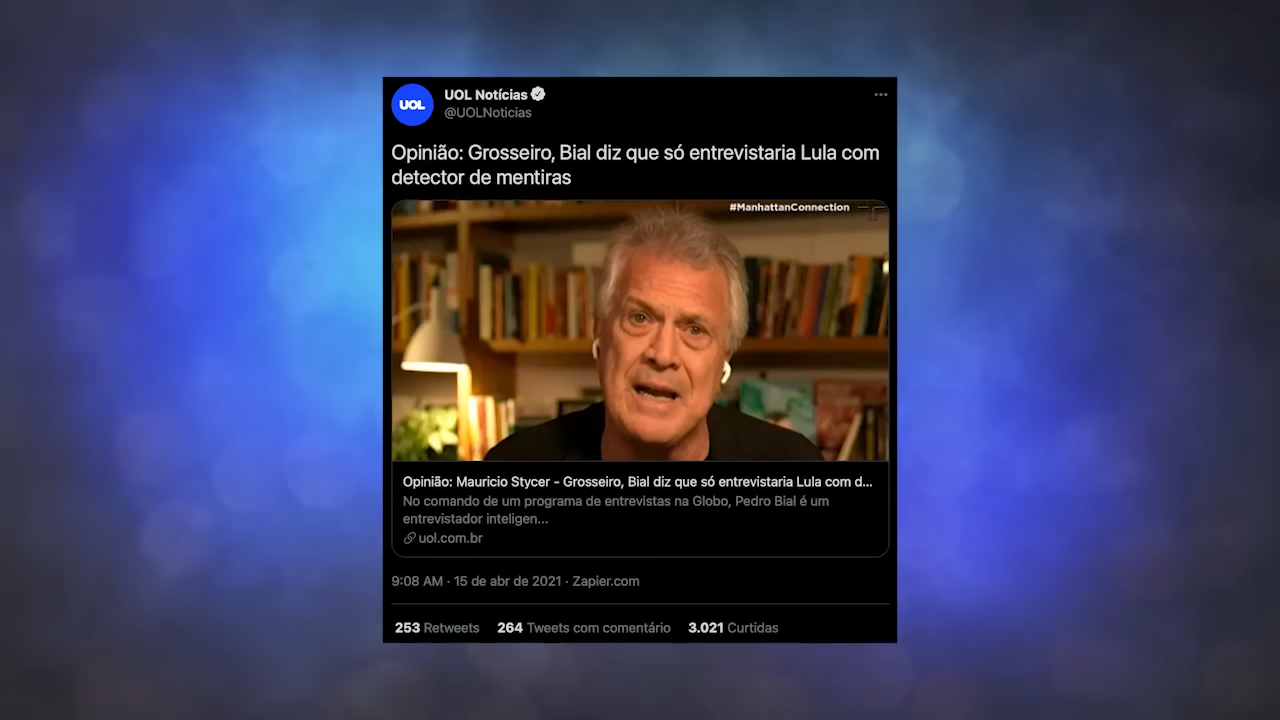 UOL
UOL Notícias
@UOLNoticias
Opinião: Grosseiro, Bial diz que só entrevistaria Lula com
detector de mentiras
#ManhattanConnection
Opinião: Mauricio Stycer - Grosseiro, Bial diz que só entrevistaria Lula com d...
No comando de um programa de entrevistas na Globo, Pedro Bial é um
entrevistador inteligen...
uol.com.br
9:08 AM · 15 de abr de 2021 · Zapier.com
253 Retweets 264 Tweets com comentário 3.021 Curtidas